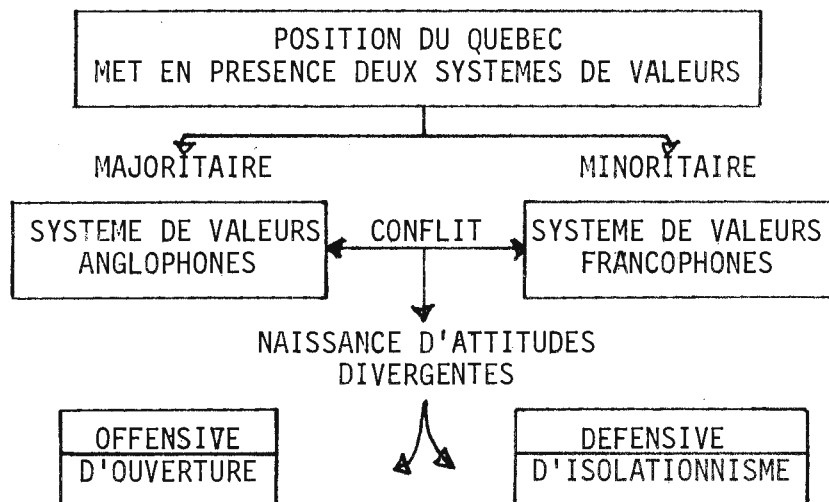 POSITION DU QUEBEC
MET EN PRESENCE DEUX SYSTEMES DE VALEURS
MAJORITAIRE
MINORITAIRE
SYSTEME DE VALEURS
ANGLOPHONES
CONFLIT
SYSTEME DE VALEURS
FRANCOPHONES
NAISSANCE D'ATTITUDES
DIVERGENTES
OFFENSIVE
D'OUVERTURE
DEFENSIVE
D'ISOLATIONNISME